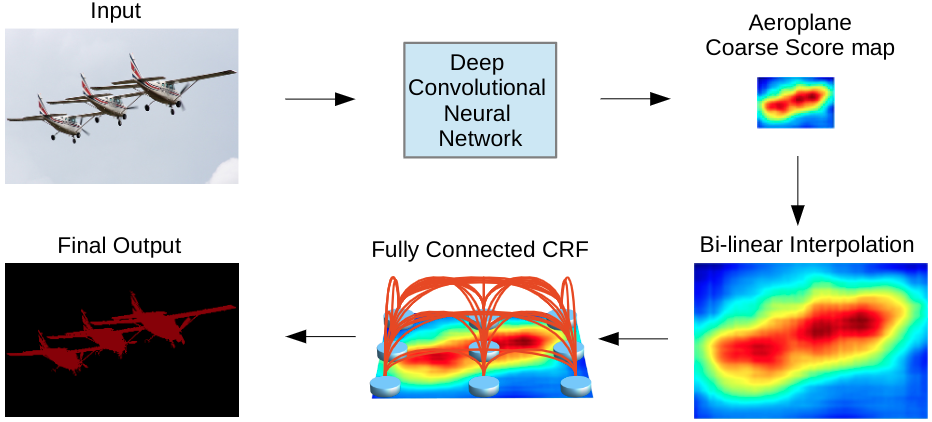 Input
Deep
Convolutional
Neural
Network
Aeroplane
Coarse Score map
Bi-linear Interpolation
Fully Connected CRF
Final Output